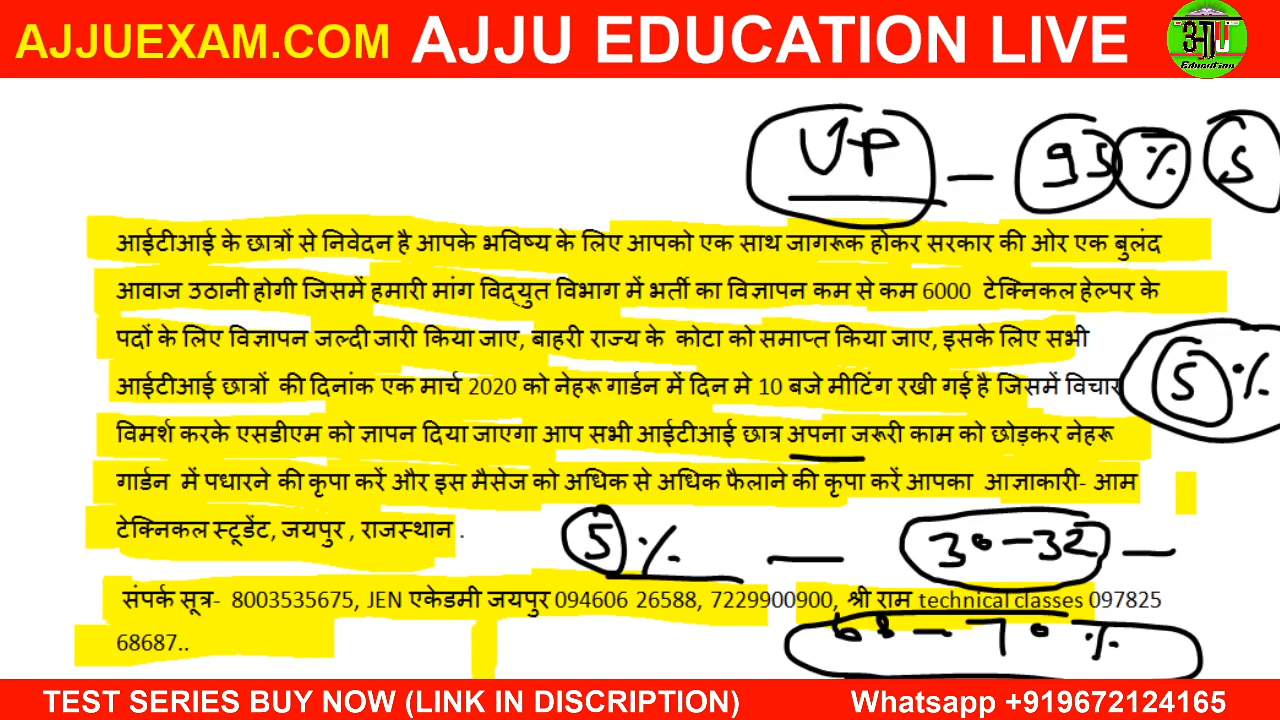 AJJUEXAM.COM AJJU EDUCATION LIVE
आजु
Education
UP - 95% 5
आईटीआई के छात्रों से निवेदन है आपके भविष्य के लिए आपको एक साथ जागरूक होकर सरकार की ओर एक बुलंद
आवाज उठानी होगी जिसमें हमारी मांग विद्युत विभाग में भर्ती का विज्ञापन कम से कम 6000 टेक्निकल हेल्पर के
पदों के लिए विज्ञापन जल्दी जारी किया जाए, बाहरी राज्य के कोटा को समाप्त किया जाए, इसके लिए सभी
आईटीआई छात्रों की दिनांक एक मार्च 2020 को नेहरू गार्डन में दिन मे 10 बजे मीटिंग रखी गई है जिसमें विचार
5%
विमर्श करके एसडीएम को ज्ञापन दिया जाएगा आप सभी आईटीआई छात्र अपना जरूरी काम को छोड़कर नेहरू
गार्डन में पधारने की कृपा करें और इस मैसेज को अधिक से अधिक फैलाने की कृपा करें आपका आज्ञाकारी- आम
टेक्निकल स्टूडेंट, जयपुर , राजस्थान .
5% - 30-32 -
संपर्क सूत्र- 8003535675, JEN एकेडमी जयपुर 094606 26588, 7229900900, श्री राम technical classes 097825
68687..
68-70%
TEST SERIES BUY NOW (LINK IN DISCRIPTION) Whatsapp +919672124165